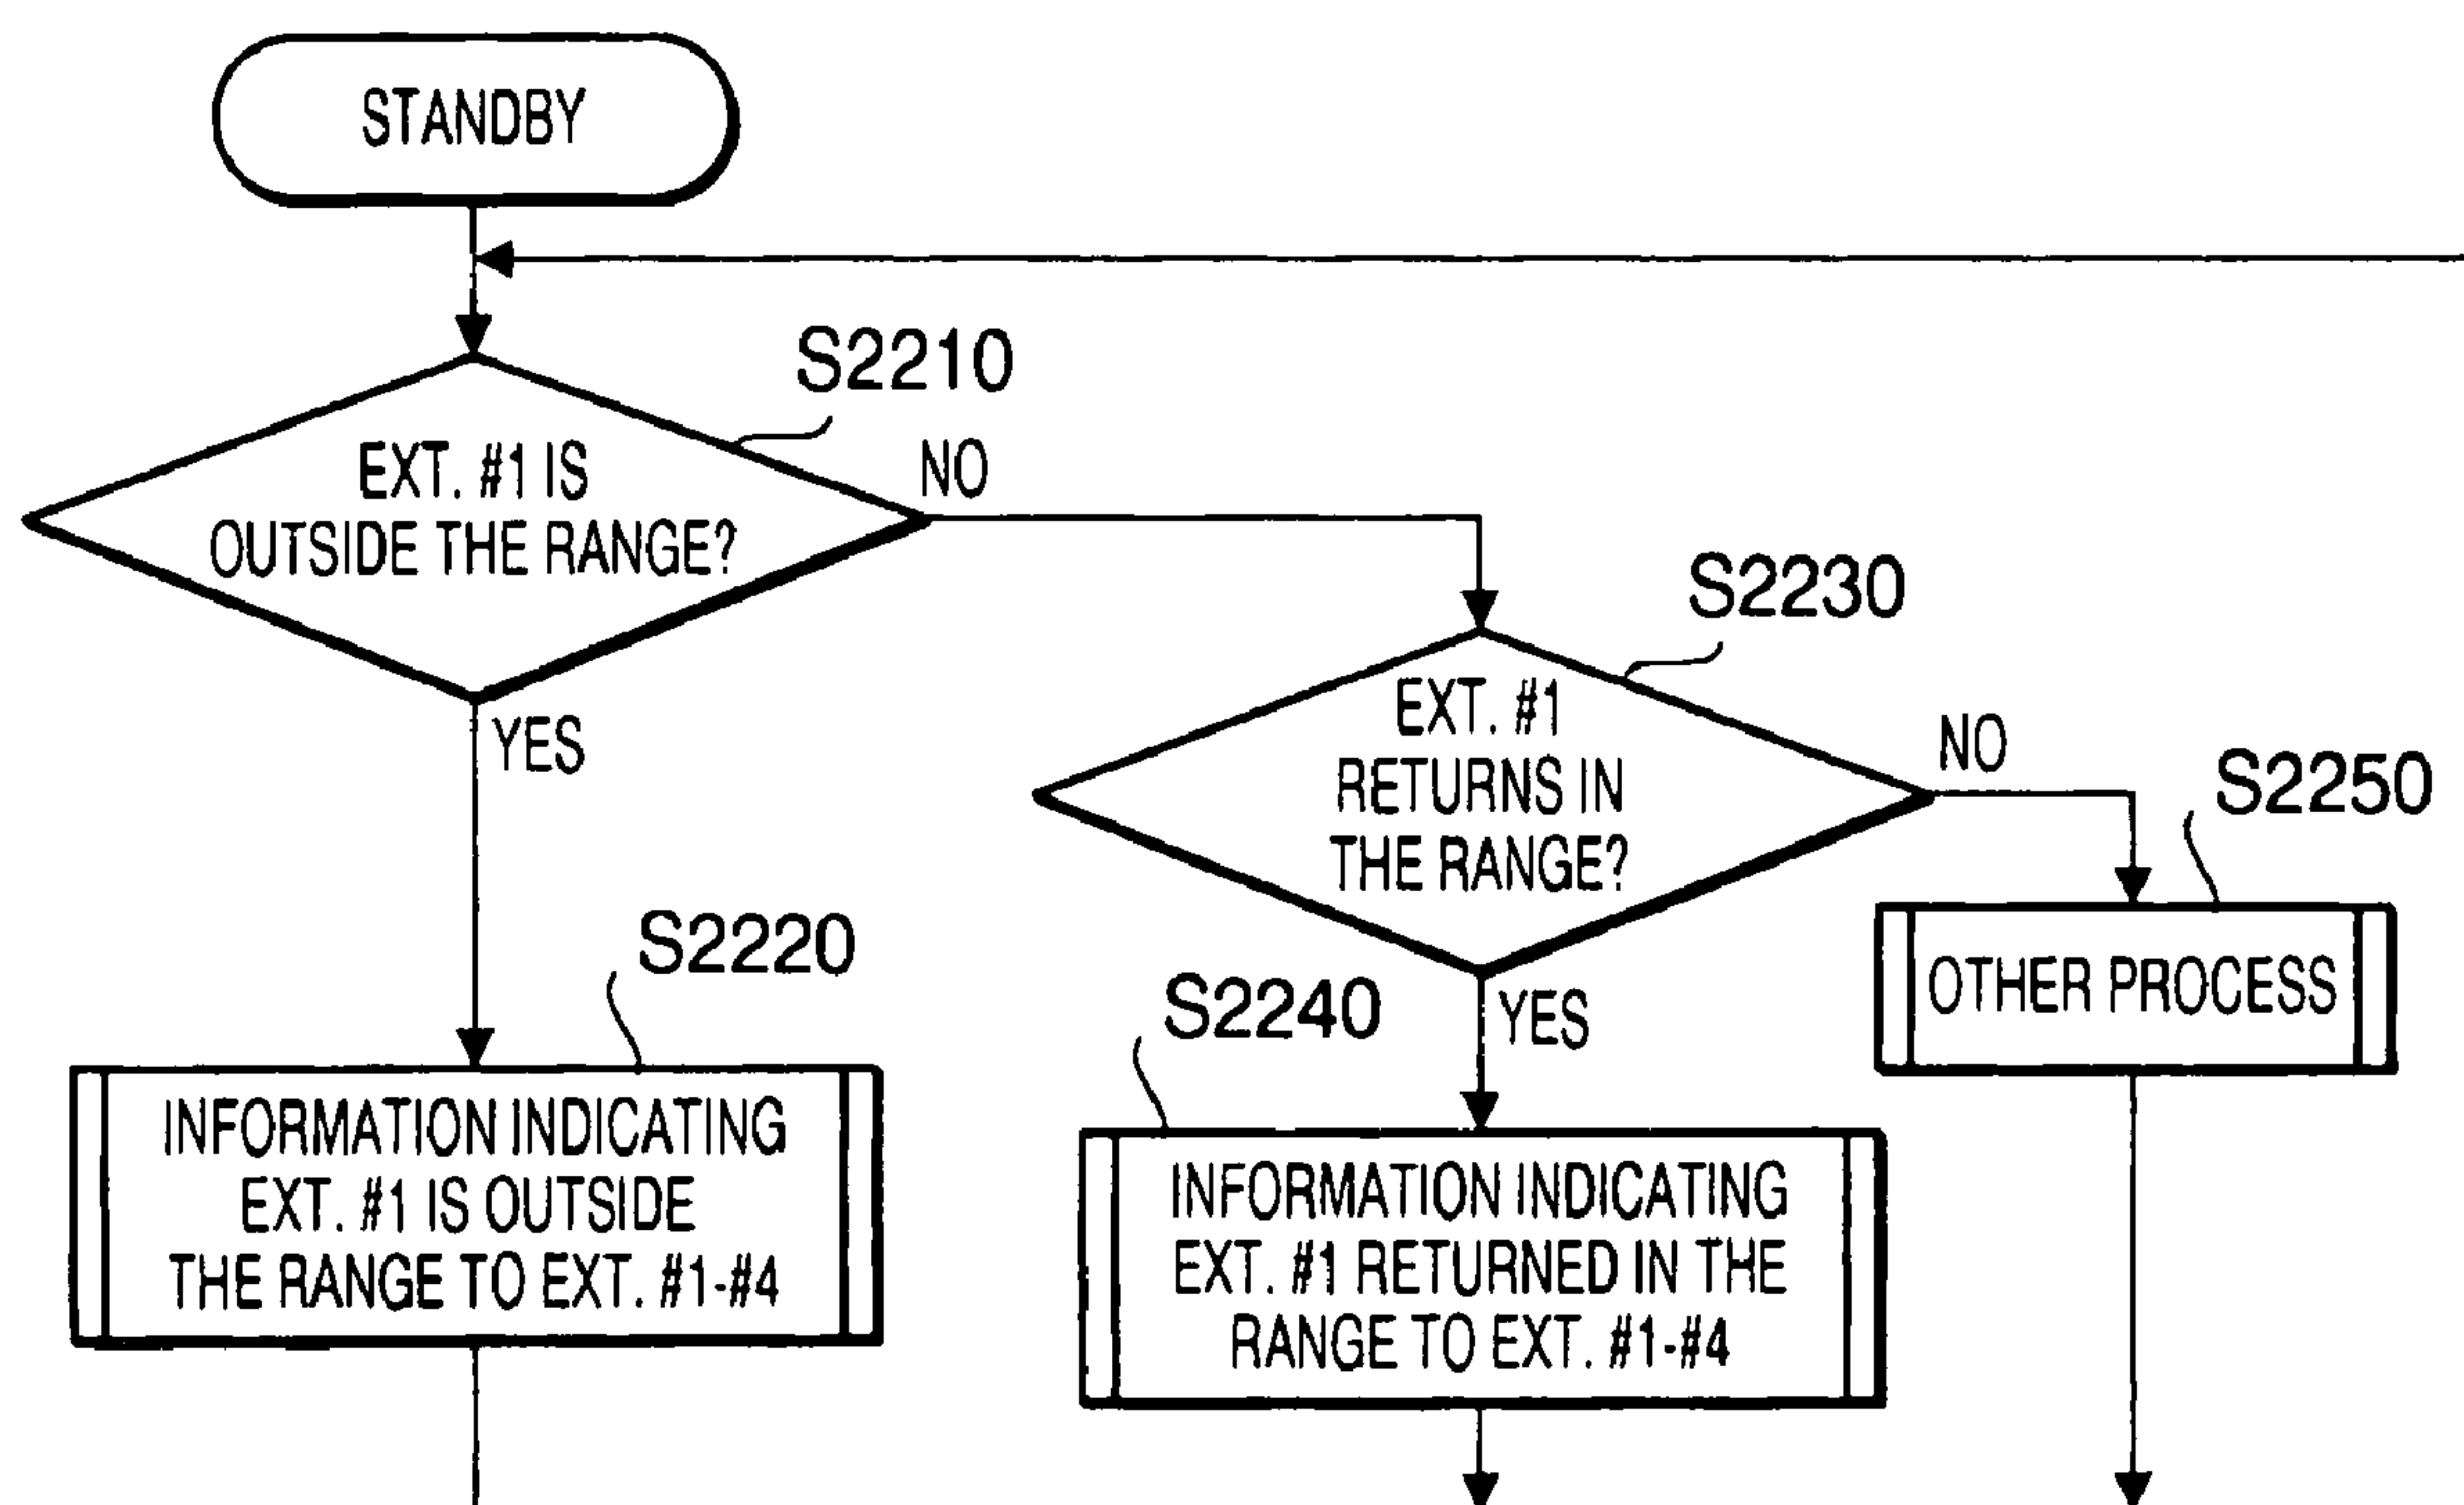 STANDBY
S2210
EXT. #1 IS
OUTSIDE THE RANGE?
NO
YES
S2230
EXT. #1
RETURNS IN
THE RANGE?
NO
YES
S2250
OTHER PROCESS
S2220
INFORMATION INDICATING
EXT. #1 IS OUTSIDE
THE RANGE TO EXT. #1-#4
S2240
INFORMATION INDICATING
EXT. #1 RETURNED IN THE
RANGE TO EXT. #1-#4